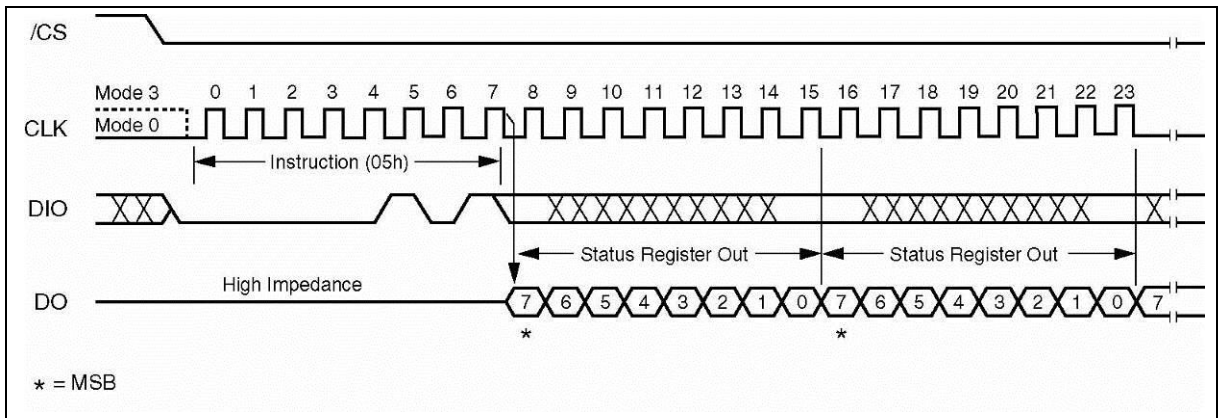 /CS
Mode 3 0 1 2 3 4 5 6 7 8 9 10 11 12 13 14 15 16 17 18 19 20 21 22 23
CLK Mode 0
Instruction (05h)
DIO
Status Register Out Status Register Out
High Impedance
DO 7 6 5 4 3 2 1 0 7 6 5 4 3 2 1 0 7
* *
* = MSB